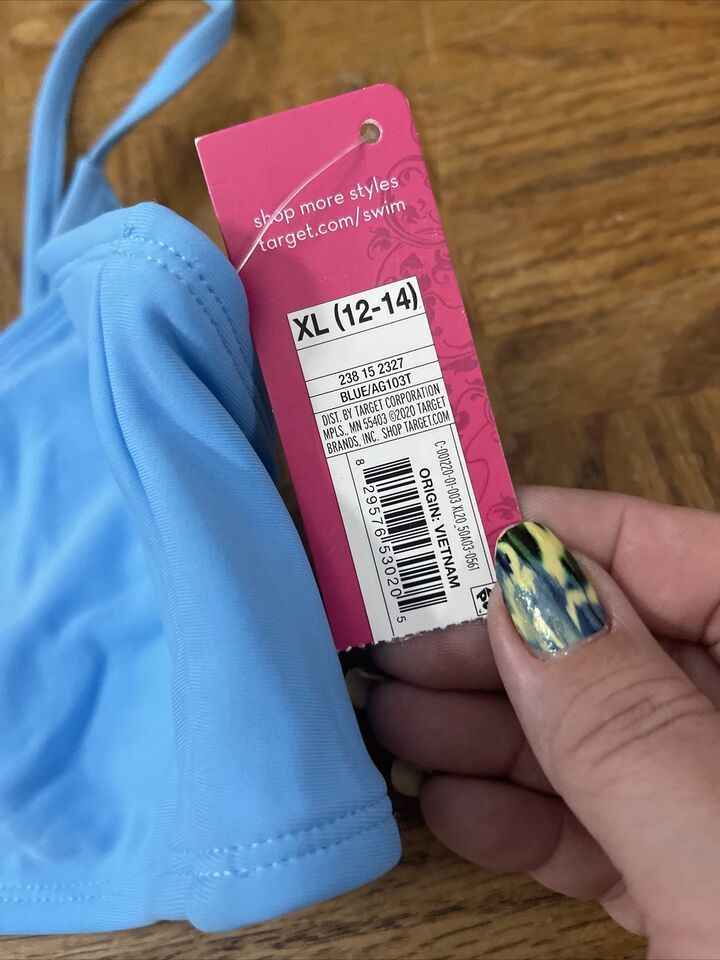 shop more styles
target.com/swim
XL (12-14)
238 15 2327
BLUE/AG103T
DIST. BY TARGET CORPORATION
MPLS., MN 55403 ©2020 TARGET
BRANDS, INC. SHOP TARGET.COM
C-001220-01-003 XL20_50A03-0561
ORIGIN: VIETNAM
8 29576 53020 5